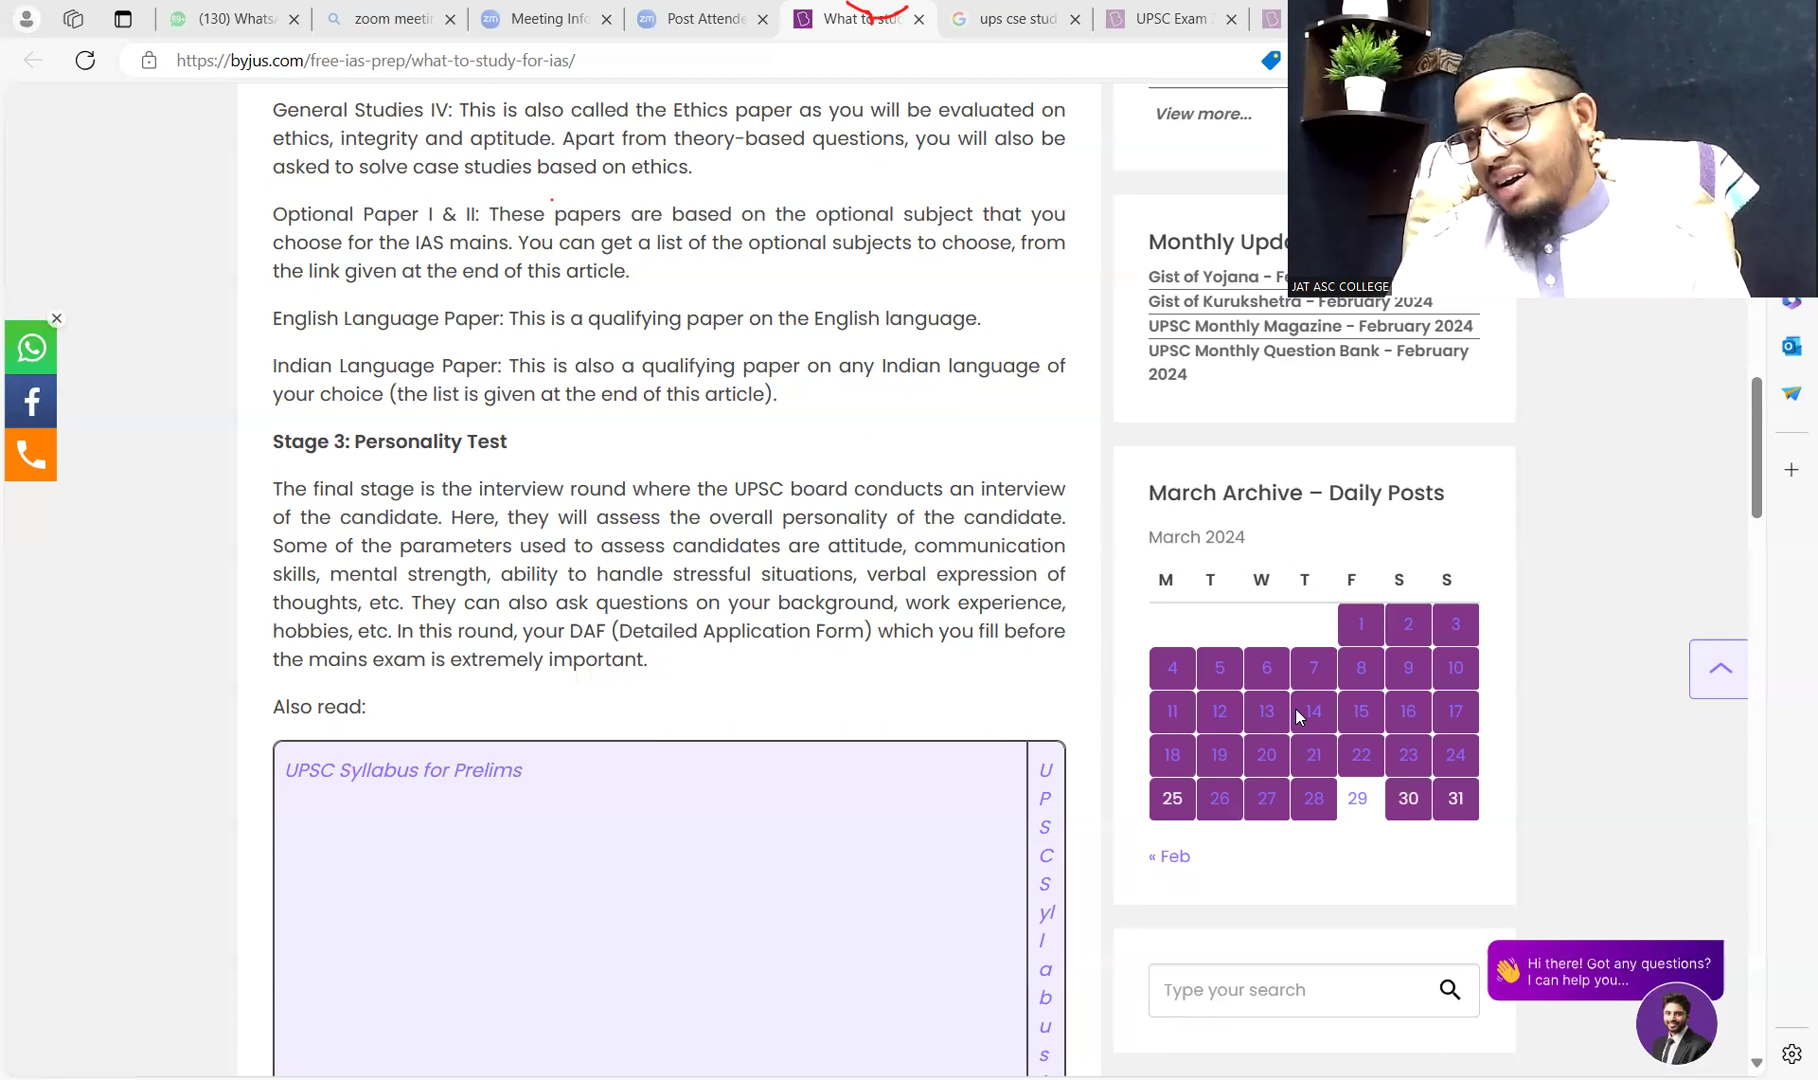 (130) Whats
zoom meeti
Meeting Info
Post Attende
What to stu
ups cse stud
UPSC Exam
https://byjus.com/free-ias-prep/what-to-study-for-ias/
General Studies IV: This is also called the Ethics paper as you will be evaluated on
ethics, integrity and aptitude. Apart from theory-based questions, you will also be
asked to solve case studies based on ethics.
Optional Paper I & II: These papers are based on the optional subject that you
choose for the IAS mains. You can get a list of the optional subjects to choose, from
the link given at the end of this article.
English Language Paper: This is a qualifying paper on the English language.
Indian Language Paper: This is also a qualifying paper on any Indian language of
your choice (the list is given at the end of this article).
Stage 3: Personality Test
The final stage is the interview round where the UPSC board conducts an interview
of the candidate. Here, they will assess the overall personality of the candidate.
Some of the parameters used to assess candidates are attitude, communication
skills, mental strength, ability to handle stressful situations, verbal expression of
thoughts, etc. They can also ask questions on your background, work experience,
hobbies, etc. In this round, your DAF (Detailed Application Form) which you fill before
the mains exam is extremely important.
Also read:
UPSC Syllabus for Prelims
U
P
S
C
S
yl
l
a
b
u
s
View more...
Monthly Upd
JAT ASC COLLEGE
Gist of Yojana - Fe
Gist of Kurukshetra - February 2024
UPSC Monthly Magazine - February 2024
UPSC Monthly Question Bank - February
2024
March Archive – Daily Posts
March 2024
M T W T F S S
1 2 3
4 5 6 7 8 9 10
11 12 13 14 15 16 17
18 19 20 21 22 23 24
25 26 27 28 29 30 31
« Feb
Type your search
Hi there! Got any questions?
I can help you...